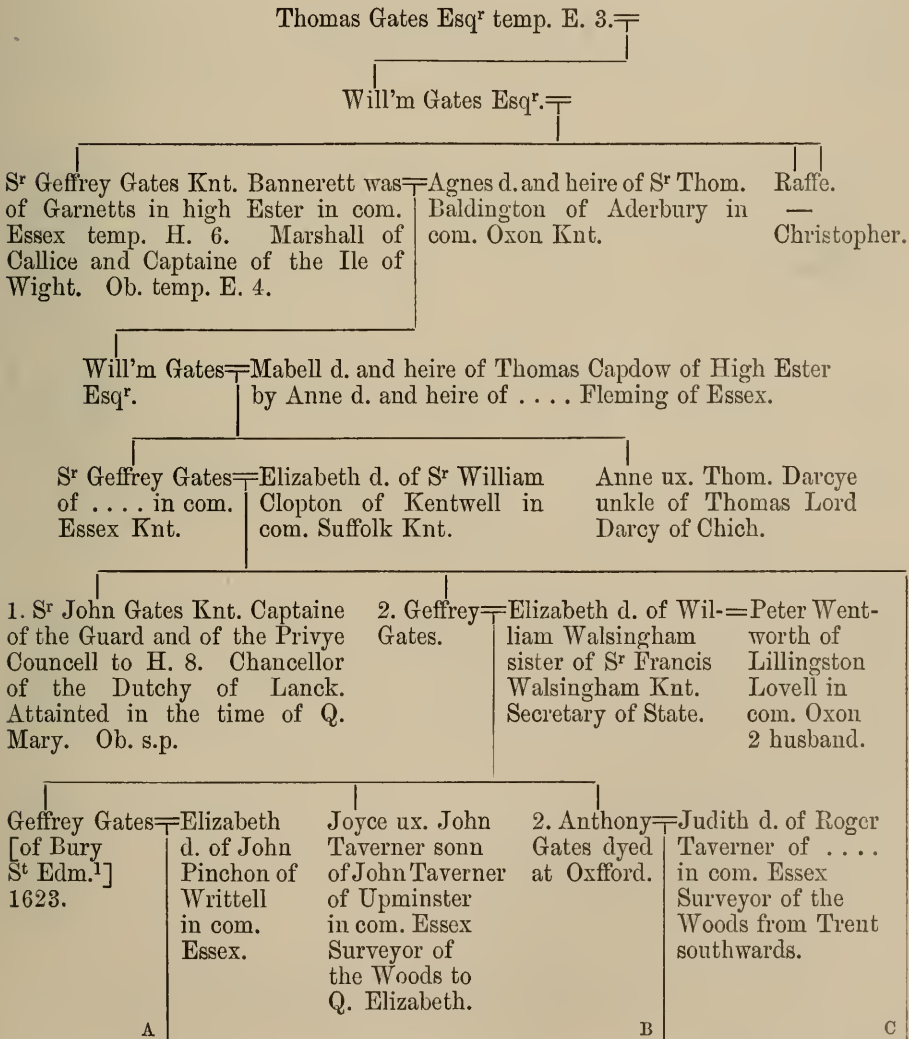 Thomas Gates Esqʳ temp. E. 3.
Will'm Gates Esqʳ.
Sʳ Geffrey Gates Knt. Bannerett was
of Garnetts in high Ester in com.
Essex temp. H. 6. Marshall of
Callice and Captaine of the Ile of
Wight. Ob. temp. E. 4.
Agnes d. and heire of Sʳ Thom.
Baldington of Aderbury in
com. Oxon Knt.
Raffe.
—
Christopher.
Will'm Gates
Esqʳ.
Mabell d. and heire of Thomas Capdow of High Ester
by Anne d. and heire of . . . . Fleming of Essex.
Sʳ Geffrey Gates
of . . . . in com.
Essex Knt.
Elizabeth d. of Sʳ William
Clopton of Kentwell in
com. Suffolk Knt.
Anne ux. Thom. Darcye
unkle of Thomas Lord
Darcy of Chich.
1. Sʳ John Gates Knt. Captaine
of the Guard and of the Privye
Councell to H. 8. Chancellor
of the Dutchy of Lanck.
Attainted in the time of Q.
Mary. Ob. s.p.
2. Geffrey
Gates.
Elizabeth d. of Wil-
liam Walsingham
sister of Sʳ Francis
Walsingham Knt.
Secretary of State.
Peter Went-
worth of
Lillingston
Lovell in
com. Oxon
2 husband.
Geffrey Gates
[of Bury
Sᵗ Edm.¹]
1623.
Elizabeth
d. of John
Pinchon of
Writtell
in com.
Essex.
Joyce ux. John
Taverner sonn
of John Taverner
of Upminster
in com. Essex
Surveyor of
the Woods to
Q. Elizabeth.
2. Anthony
Gates dyed
at Oxfford.
Judith d. of Roger
Taverner of . . . .
in com. Essex
Surveyor of the
Woods from Trent
southwards.
A B C